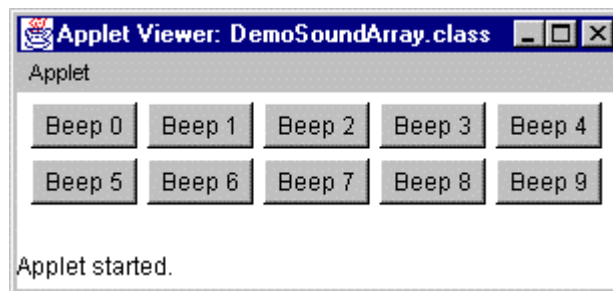 Applet Viewer: DemoSoundArray.class
Applet
Beep 0 Beep 1 Beep 2 Beep 3 Beep 4
Beep 5 Beep 6 Beep 7 Beep 8 Beep 9
Applet started.